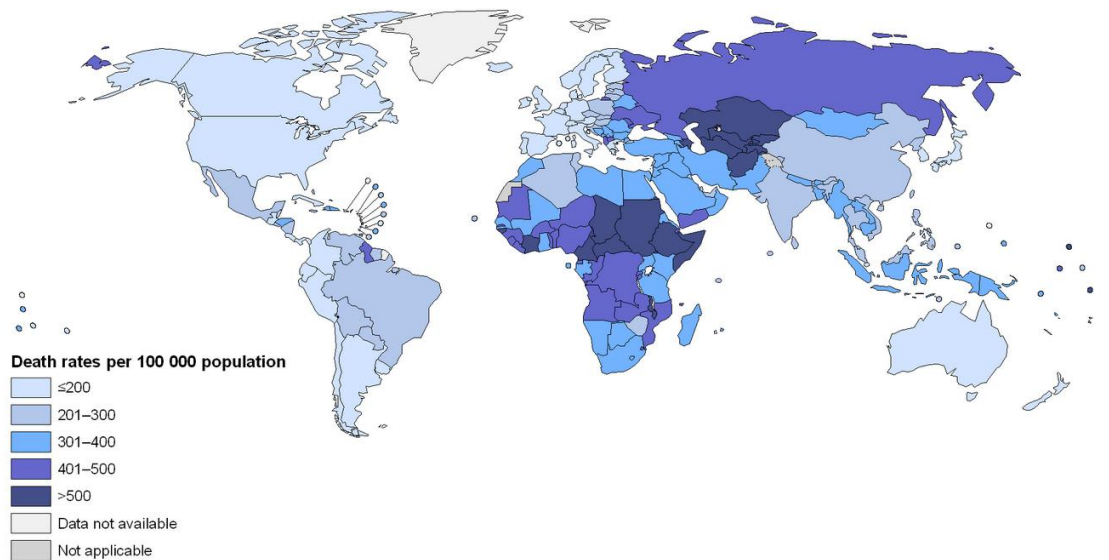 Death rates per 100 000 population
≤200
201–300
301–400
401–500
>500
Data not available
Not applicable